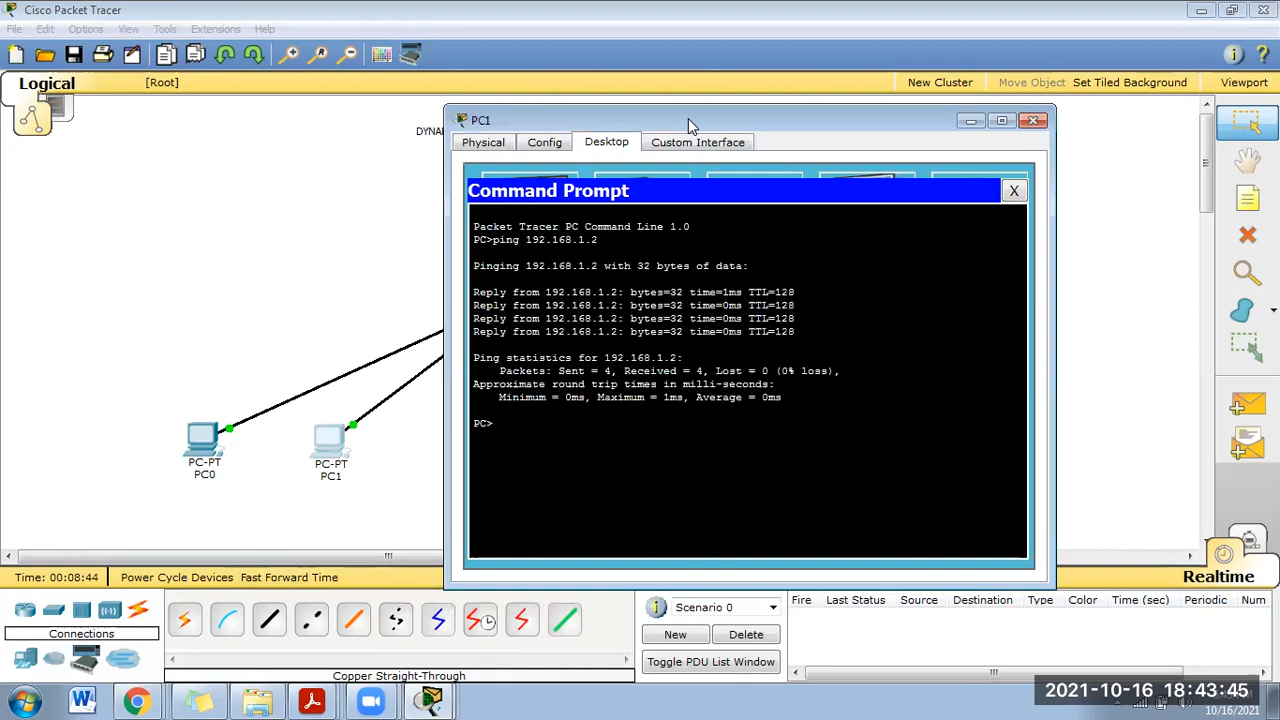 Cisco Packet Tracer
File Edit Options View Tools Extensions Help
Logical [Root] New Cluster Move Object Set Tiled Background Viewport
DYNA
PC1
Physical Config Desktop Custom Interface
Command Prompt X
Packet Tracer PC Command Line 1.0
PC>ping 192.168.1.2
Pinging 192.168.1.2 with 32 bytes of data:
Reply from 192.168.1.2: bytes=32 time=1ms TTL=128
Reply from 192.168.1.2: bytes=32 time=0ms TTL=128
Reply from 192.168.1.2: bytes=32 time=0ms TTL=128
Reply from 192.168.1.2: bytes=32 time=0ms TTL=128
Ping statistics for 192.168.1.2:
Packets: Sent = 4, Received = 4, Lost = 0 (0% loss),
Approximate round trip times in milli-seconds:
Minimum = 0ms, Maximum = 1ms, Average = 0ms
PC>
PC-PT
PC0
PC-PT
PC1
Time: 00:08:44 Power Cycle Devices Fast Forward Time
Realtime
Connections
Copper Straight-Through
Scenario 0
New Delete
Toggle PDU List Window
Fire Last Status Source Destination Type Color Time (sec) Periodic Num
2021-10-16 18:43:45
10/16/2021